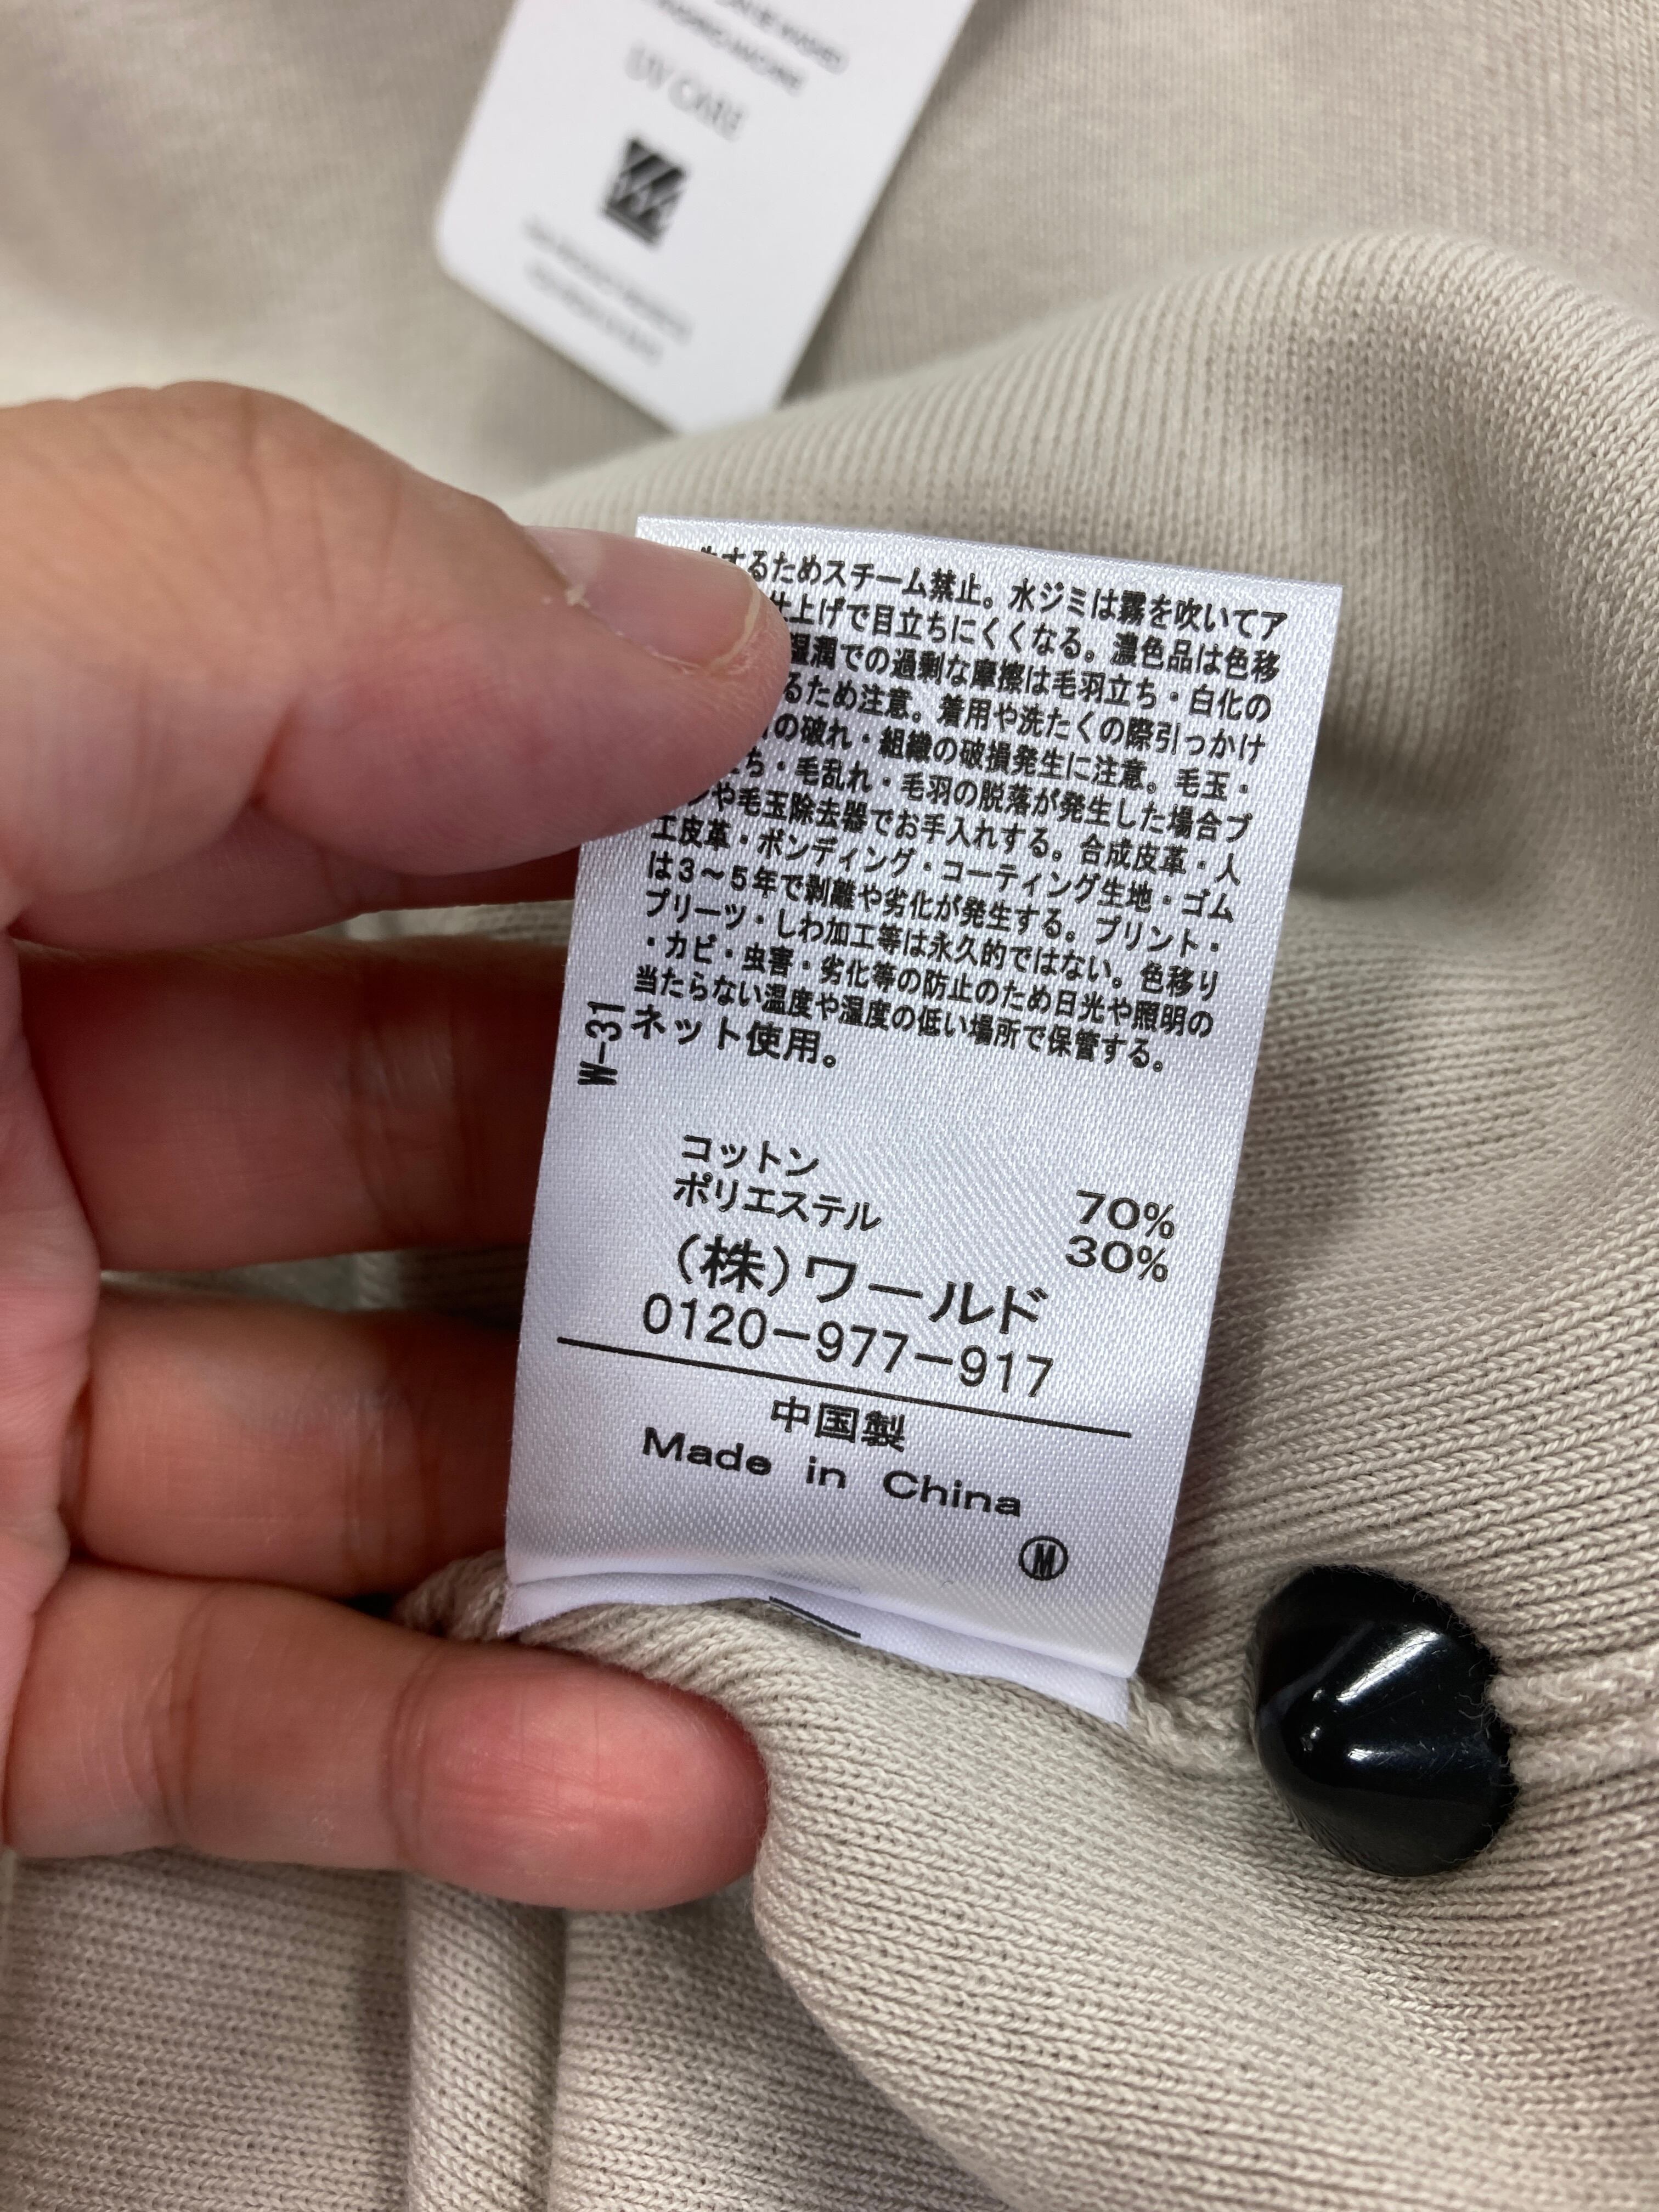 UV CARE
するためスチーム禁止。水ジミは霧を吹いてア
仕上げで目立ちにくくなる。濃色品は色移
湿潤での過剰な摩擦は毛羽立ち・白化の
るため注意。着用や洗たくの際引っかけ
の破れ・組織の破損発生に注意。毛玉・
ち・毛乱れ・毛羽の脱落が発生した場合ブ
や毛玉除去器でお手入れする。合成皮革・人
工皮革・ボンディング・コーティング生地・ゴム
は3～5年で剥離や劣化が発生する。プリント・
プリーツ・しわ加工等は永久的ではない。色移り
・カビ・虫害・劣化等の防止のため日光や照明の
当たらない温度や湿度の低い場所で保管する。
ネット使用。
W-31
コットン 70%
ポリエステル 30%
(株)ワールド
0120-977-917
中国製
Made in China
M